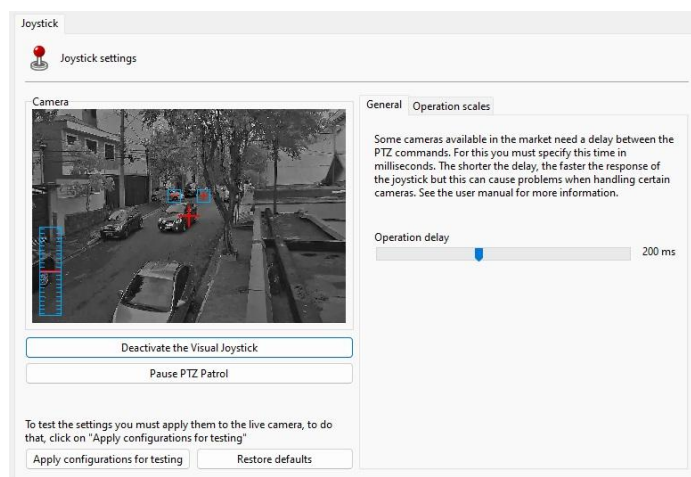 Joystick
Joystick settings
Camera
Deactivate the Visual Joystick
Pause PTZ Patrol
To test the settings you must apply them to the live camera, to do
that, click on "Apply configurations for testing"
Apply configurations for testing
Restore defaults
General
Operation scales
Some cameras available in the market need a delay between the
PTZ commands. For this you must specify this time in
milliseconds. The shorter the delay, the faster the response of
the joystick but this can cause problems when handling certain
cameras. See the user manual for more information.
Operation delay
200 ms